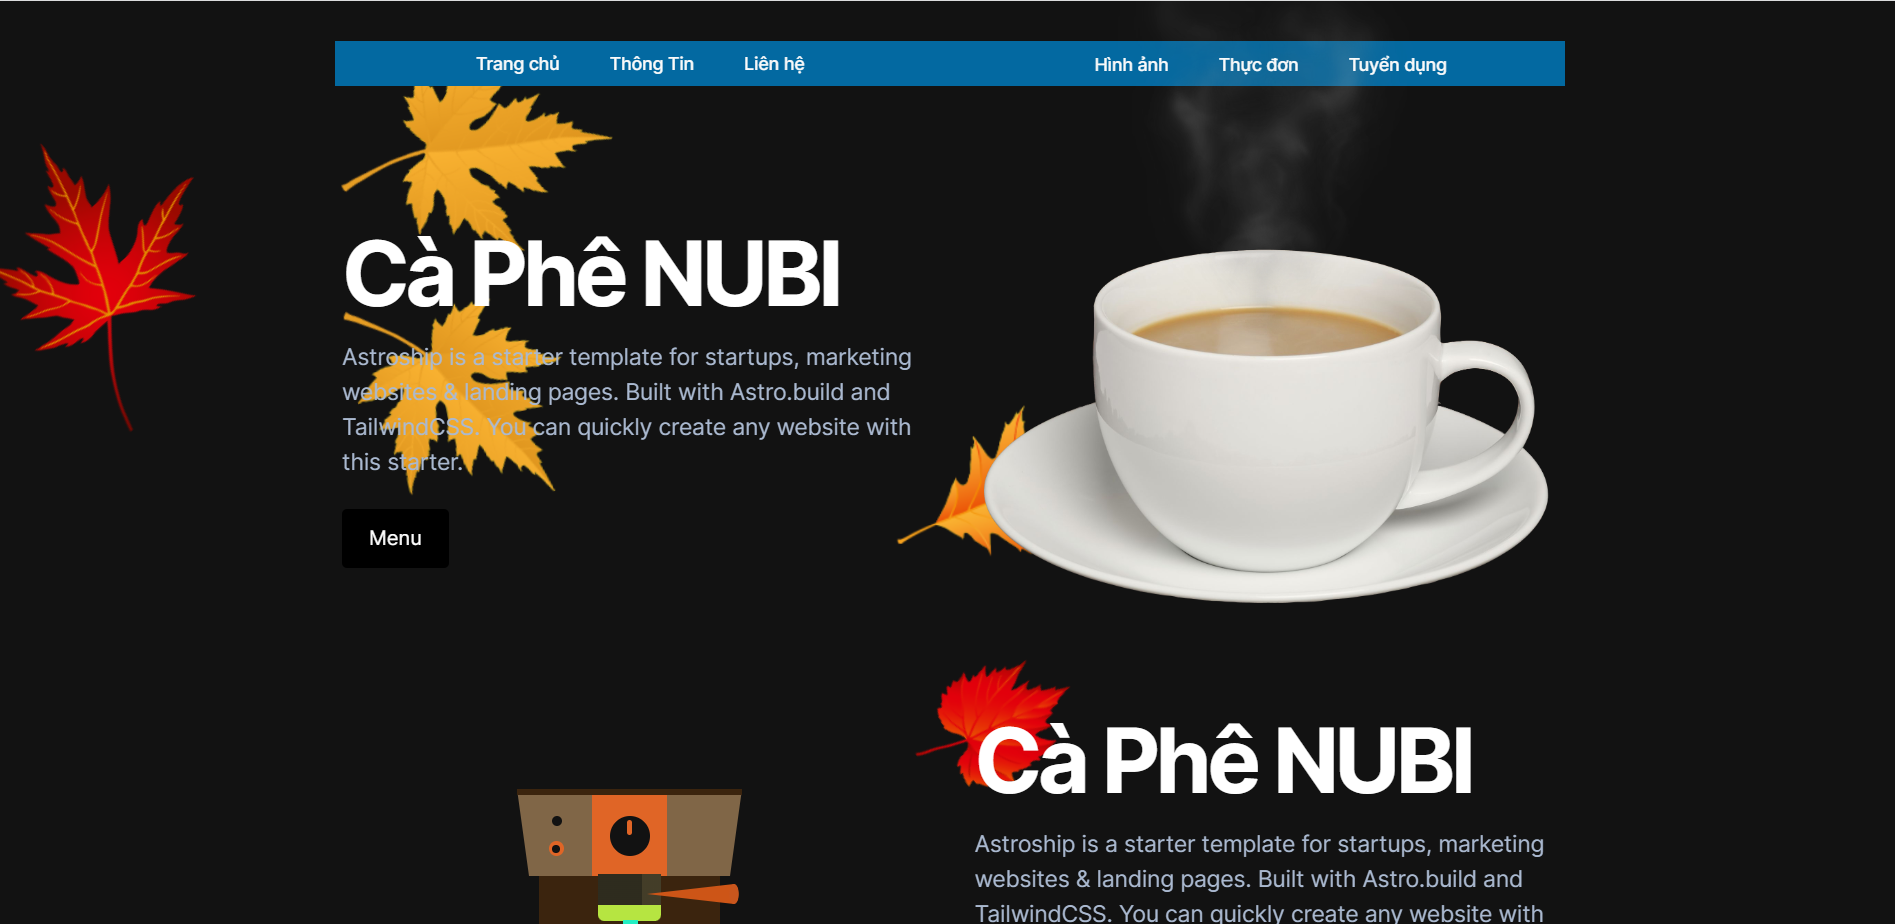 Trang chủ Thông Tin Liên hệ Hình ảnh Thực đơn Tuyển dụng
Cà Phê NUBI
Astroship is a starter template for startups, marketing
websites & landing pages. Built with Astro.build and
TailwindCSS. You can quickly create any website with
this starter.
Menu
Cà Phê NUBI
Astroship is a starter template for startups, marketing
websites & landing pages. Built with Astro.build and
TailwindCSS. You can quickly create any website with